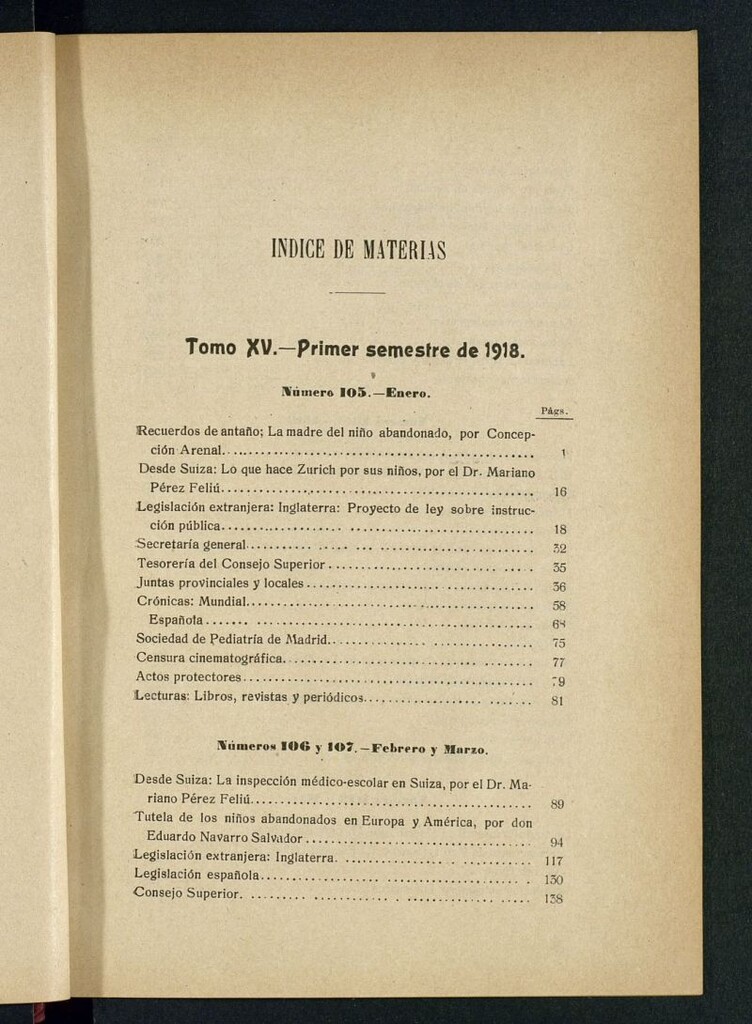 INDICE DE MATERIAS
Tomo XV.—Primer semestre de 1918.
Número 105.—Enero.
Págs.
Recuerdos de antaño; La madre del niño abandonado, por Concep-
ción Arenal.......................................... 1
Desde Suiza: Lo que hace Zurich por sus niños, por el Dr. Mariano
Pérez Feliú.......................................... 16
Legislación extranjera: Inglaterra: Proyecto de ley sobre instruc-
ción pública.......................................... 18
Secretaría general.......................................... 32
Tesorería del Consejo Superior.......................................... 35
Juntas provinciales y locales.......................................... 36
Crónicas: Mundial.......................................... 58
Española.......................................... 68
Sociedad de Pediatría de Madrid.......................................... 75
Censura cinematográfica.......................................... 77
Actos protectores.......................................... 79
Lecturas: Libros, revistas y periódicos.......................................... 81
Números 106 y 107.—Febrero y Marzo.
Desde Suiza: La inspección médico-escolar en Suiza, por el Dr. Ma-
riano Pérez Feliú.......................................... 89
Tutela de los niños abandonados en Europa y América, por don
Eduardo Navarro Salvador.......................................... 94
Legislación extranjera: Inglaterra.......................................... 117
Legislación española.......................................... 130
Consejo Superior.......................................... 138